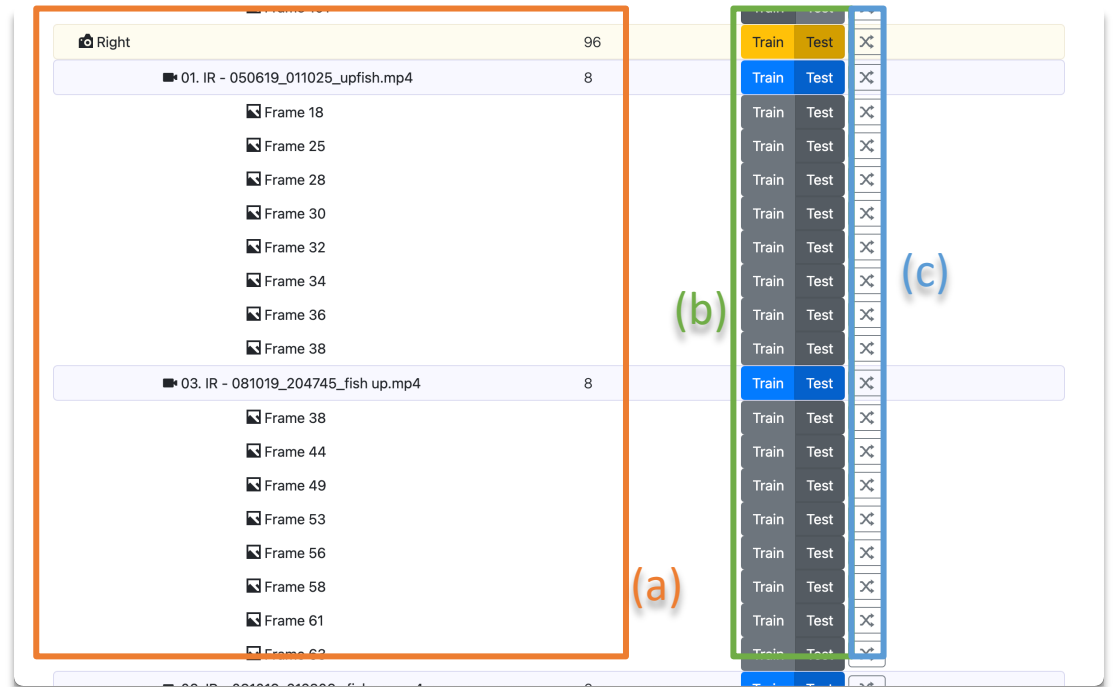 Right 96 Train Test
01. IR - 050619_011025_upfish.mp4 8 Train Test
Frame 18 Train Test
Frame 25 Train Test
Frame 28 Train Test
Frame 30 Train Test
Frame 32 Train Test
Frame 34 Train Test
(c)
Frame 36 Train Test
(b)
Frame 38 Train Test
03. IR - 081019_204745_fish up.mp4 8 Train Test
Frame 38 Train Test
Frame 44 Train Test
Frame 49 Train Test
Frame 53 Train Test
Frame 56 Train Test
Frame 58 Train Test
(a)
Frame 61 Train Test
Frame 63 Train Test